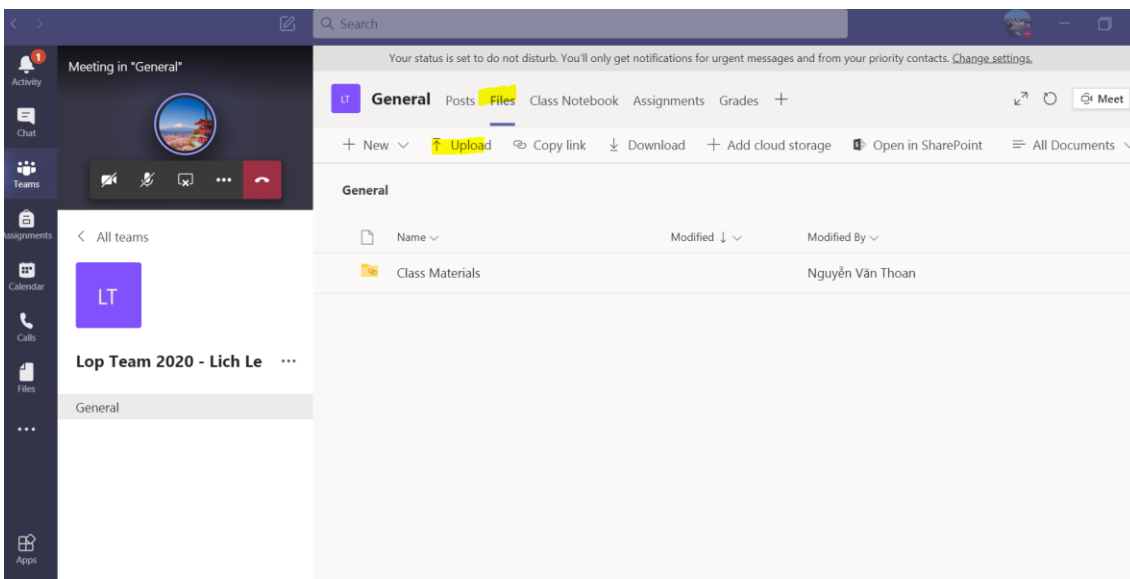 Search
Your status is set to do not disturb. You'll only get notifications for urgent messages and from your priority contacts. Change settings.
1
Activity
Chat
Teams
Assignments
Calendar
Calls
Files
Apps
Meeting in "General"
All teams
LT
Lop Team 2020 - Lich Le
General
LT General Posts Files Class Notebook Assignments Grades Meet
New Upload Copy link Download Add cloud storage Open in SharePoint All Documents
General
Name Modified Modified By
Class Materials Nguyễn Văn Thoan